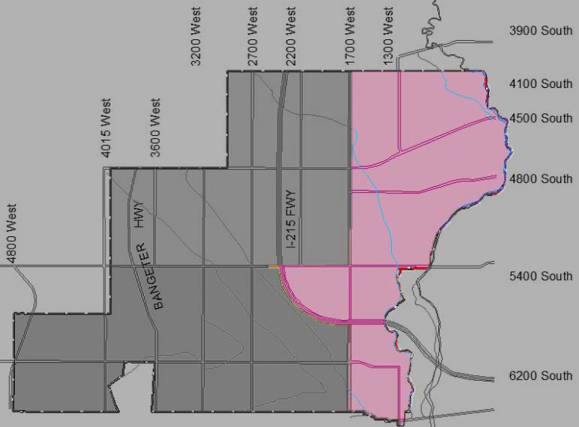 3200 West
2700 West
2200 West
1700 West
1300 West
3900 South
4100 South
4015 West
3600 West
4500 South
4800 South
4800 West
BANGETER HWY
I-215 FWY
5400 South
6200 South